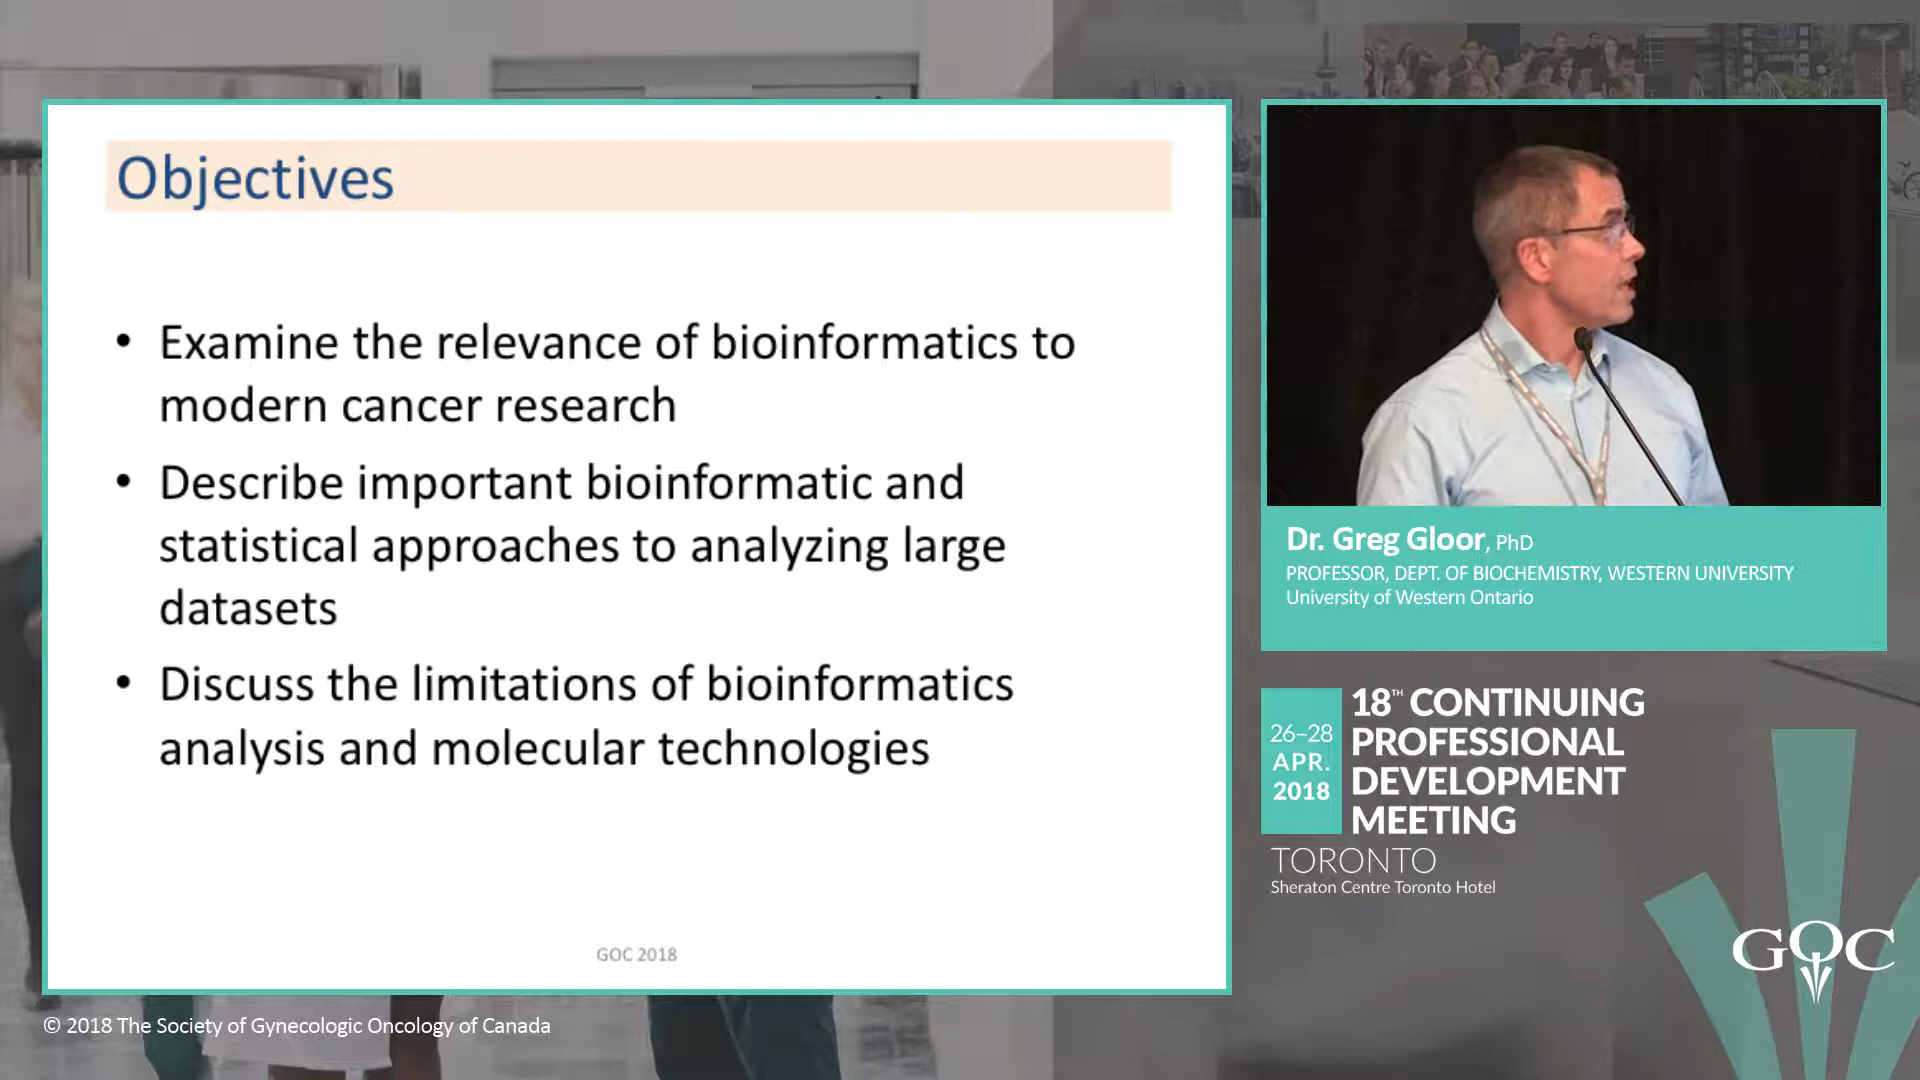 Objectives
• Examine the relevance of bioinformatics to
modern cancer research
• Describe important bioinformatic and
statistical approaches to analyzing large
datasets
• Discuss the limitations of bioinformatics
analysis and molecular technologies
GOC 2018
Dr. Greg Gloor, PhD
PROFESSOR, DEPT. OF BIOCHEMISTRY, WESTERN UNIVERSITY
University of Western Ontario
26–28
APR.
2018
18TH CONTINUING
PROFESSIONAL
DEVELOPMENT
MEETING
TORONTO
Sheraton Centre Toronto Hotel
GOC
© 2018 The Society of Gynecologic Oncology of Canada